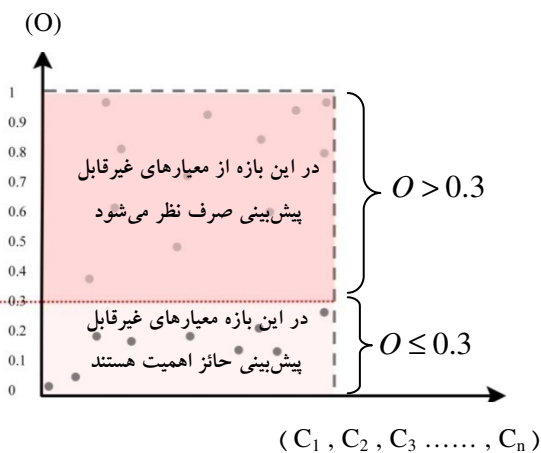 (O)
1
0.9
0.8
0.7
0.6
0.5
0.4
0.3
0.2
0.1
0
در این بازه از معیارهای غیرقابل
پیش‌بینی صرف نظر می‌شود
O > 0.3
در این بازه معیارهای غیرقابل
پیش‌بینی حائز اهمیت هستند
O ≤ 0.3
( C₁ , C₂ , C₃ ...... , Cₙ )